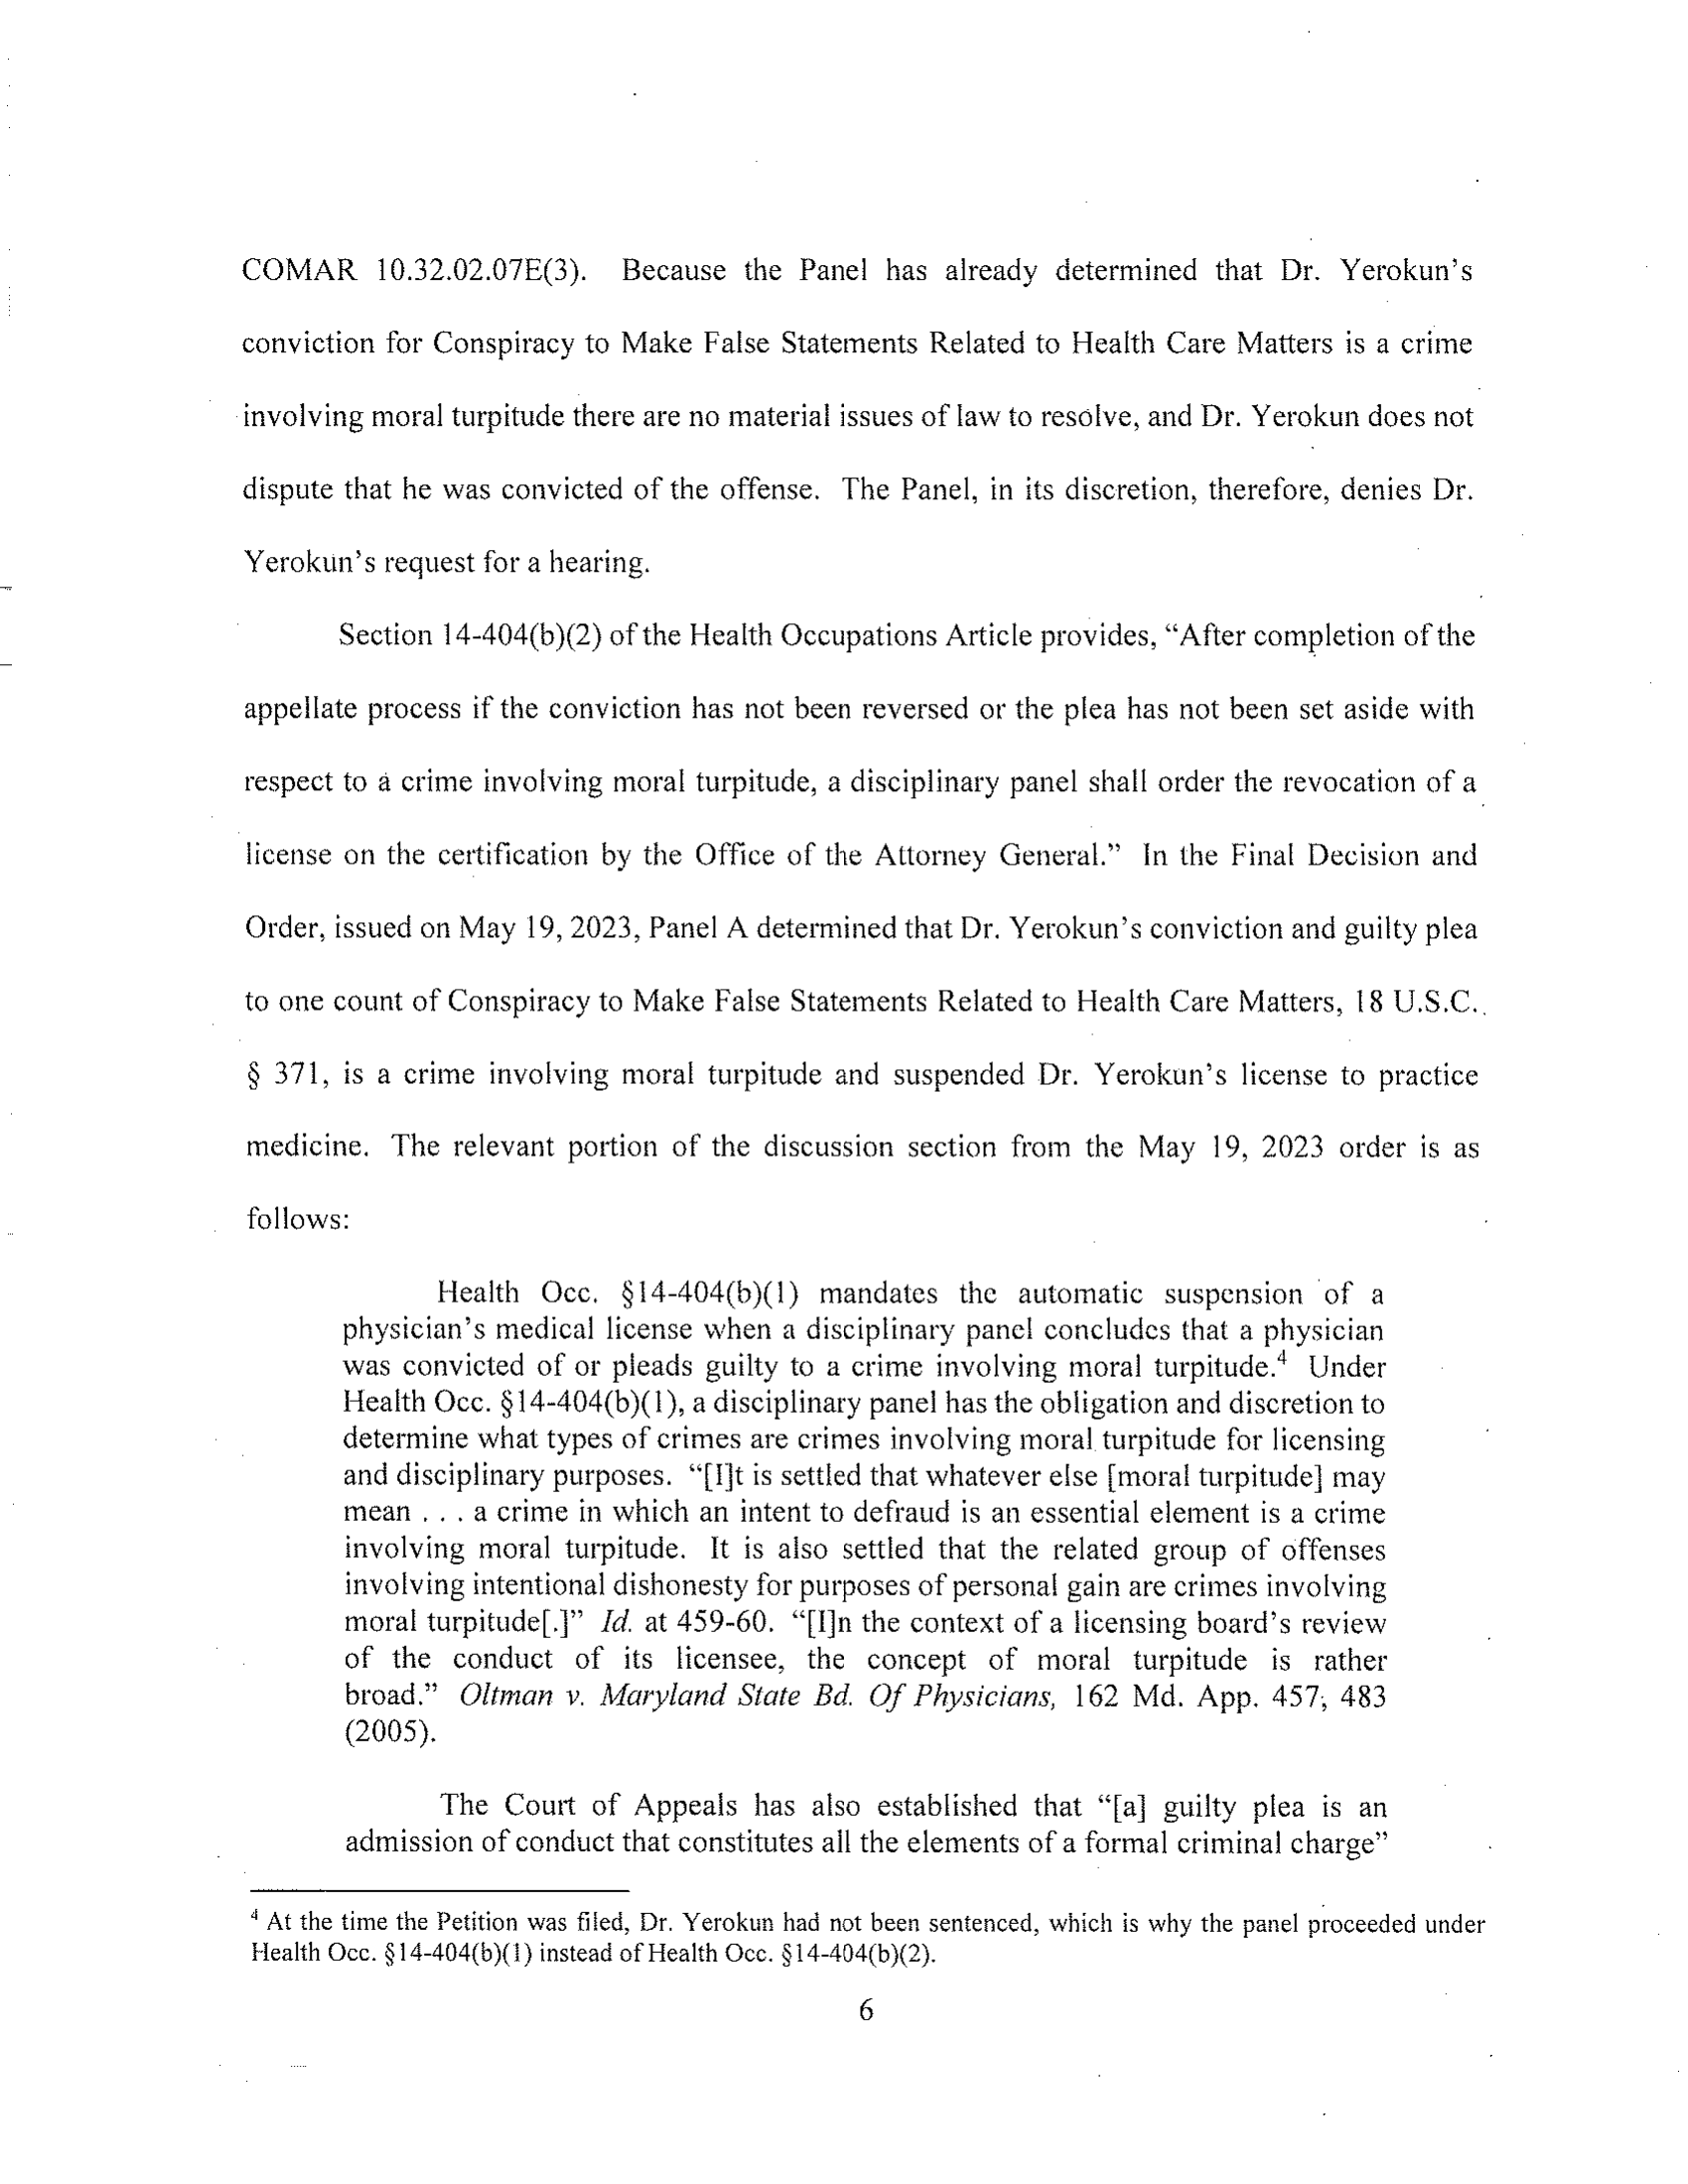 COMAR 10.32.02.07E(3). Because the Panel has already determined that Dr. Yerokun's
conviction for Conspiracy to Make False Statements Related to Health Care Matters is a crime
involving moral turpitude there are no material issues of law to resolve, and Dr. Yerokun does not
dispute that he was convicted of the offense. The Panel, in its discretion, therefore, denies Dr.
Yerokun's request for a hearing.
Section 14-404(b)(2) of the Health Occupations Article provides, “After completion of the
appellate process if the conviction has not been reversed or the plea has not been set aside with
respect to a crime involving moral turpitude, a disciplinary panel shall order the revocation of a
license on the certification by the Office of the Attorney General.” In the Final Decision and
Order, issued on May 19, 2023, Panel A determined that Dr. Yerokun's conviction and guilty plea
to one count of Conspiracy to Make False Statements Related to Health Care Matters, 18 U.S.C.
§ 371, is a crime involving moral turpitude and suspended Dr. Yerokun's license to practice
medicine. The relevant portion of the discussion section from the May 19, 2023 order is as
follows:
Health Occ. §14-404(b)(1) mandates the automatic suspension of a
physician's medical license when a disciplinary panel concludes that a physician
was convicted of or pleads guilty to a crime involving moral turpitude.⁴ Under
Health Occ. §14-404(b)(1), a disciplinary panel has the obligation and discretion to
determine what types of crimes are crimes involving moral turpitude for licensing
and disciplinary purposes. “[I]t is settled that whatever else [moral turpitude] may
mean . . . a crime in which an intent to defraud is an essential element is a crime
involving moral turpitude. It is also settled that the related group of offenses
involving intentional dishonesty for purposes of personal gain are crimes involving
moral turpitude[.]” Id. at 459-60. “[I]n the context of a licensing board's review
of the conduct of its licensee, the concept of moral turpitude is rather
broad.” Oltman v. Maryland State Bd. Of Physicians, 162 Md. App. 457, 483
(2005).
The Court of Appeals has also established that “[a] guilty plea is an
admission of conduct that constitutes all the elements of a formal criminal charge”
⁴ At the time the Petition was filed, Dr. Yerokun had not been sentenced, which is why the panel proceeded under
Health Occ. §14-404(b)(1) instead of Health Occ. §14-404(b)(2).
6